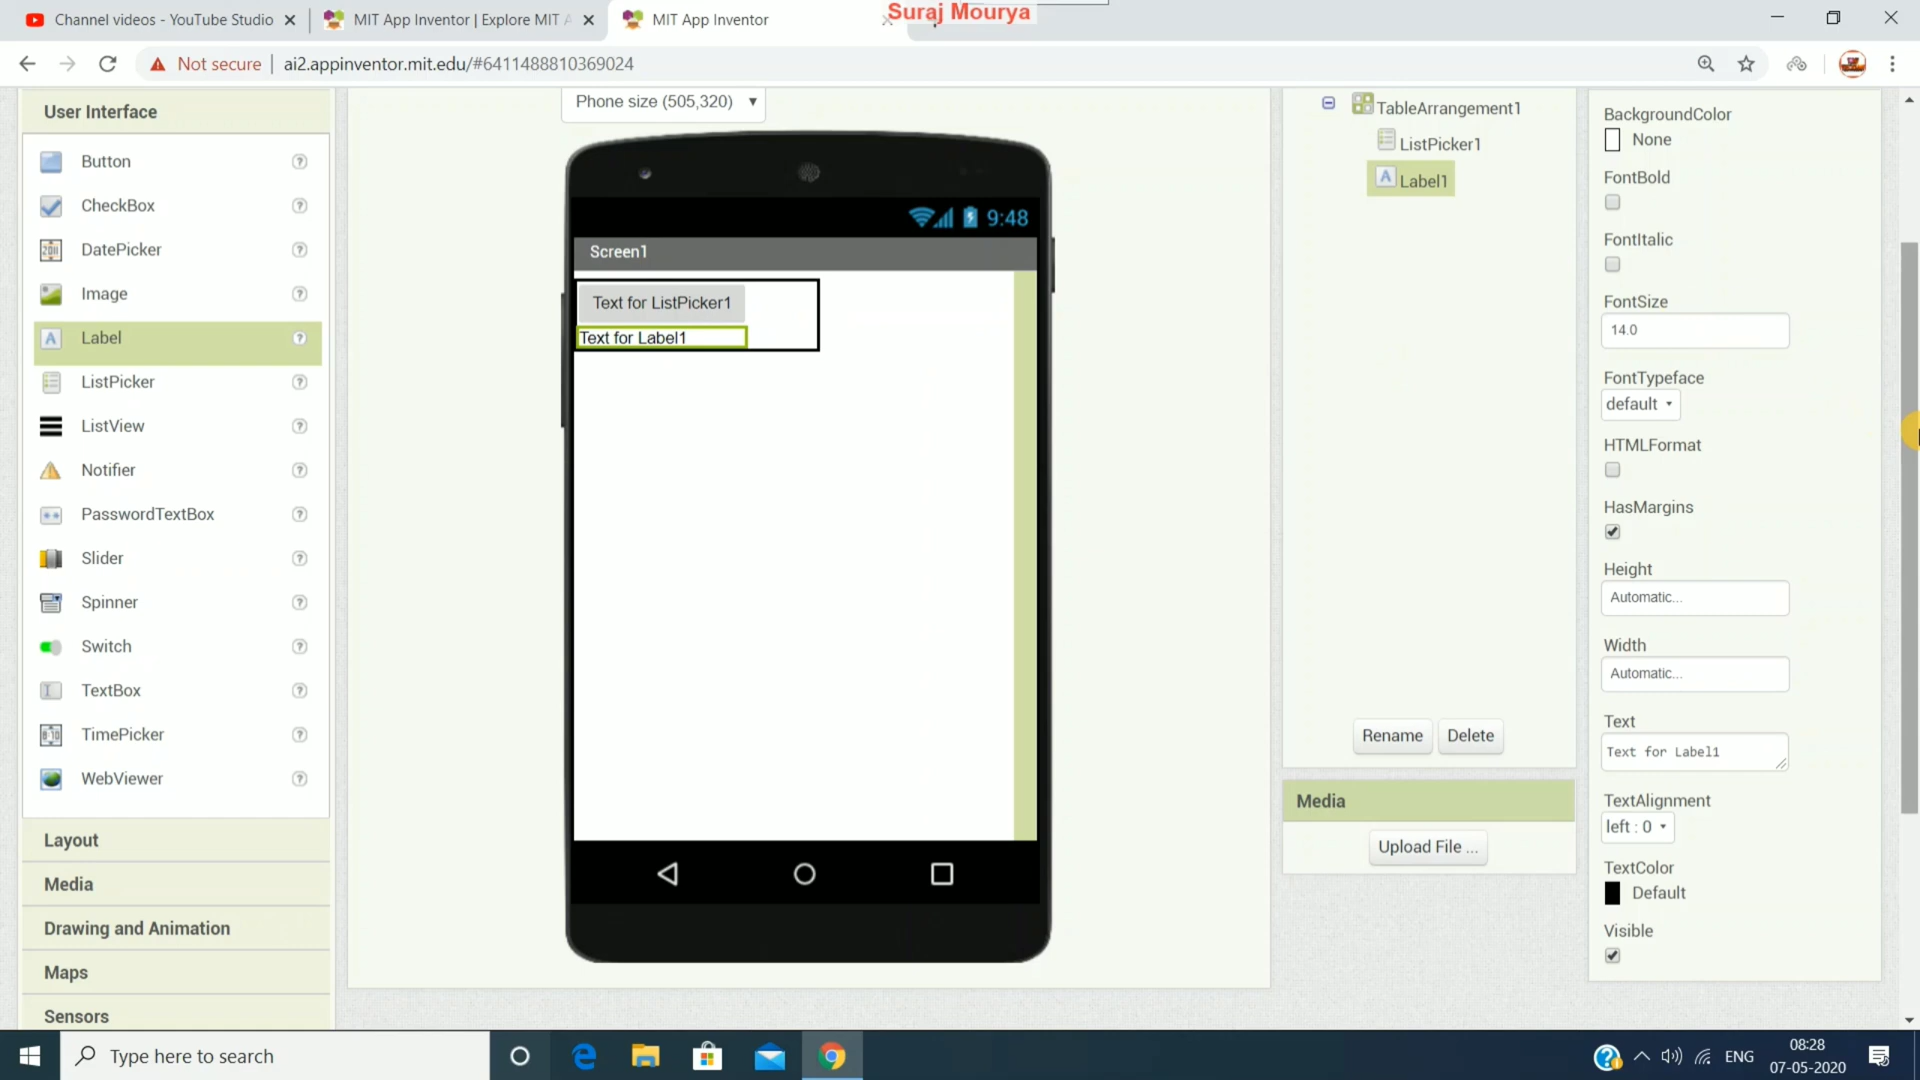 Channel videos - YouTube Studio
MIT App Inventor | Explore MIT A
MIT App Inventor
Suraj Mourya
Not secure
ai2.appinventor.mit.edu/#6411488810369024
User Interface
Button
CheckBox
DatePicker
Image
Label
ListPicker
ListView
Notifier
PasswordTextBox
Slider
Spinner
Switch
TextBox
TimePicker
WebViewer
Layout
Media
Drawing and Animation
Maps
Sensors
Phone size (505,320)
9:48
Screen1
Text for ListPicker1
Text for Label1
TableArrangement1
ListPicker1
Label1
Rename
Delete
Media
Upload File ...
BackgroundColor
None
FontBold
FontItalic
FontSize
14.0
FontTypeface
default
HTMLFormat
HasMargins
Height
Automatic...
Width
Automatic...
Text
Text for Label1
TextAlignment
left : 0
TextColor
Default
Visible
Type here to search
ENG
08:28
07-05-2020